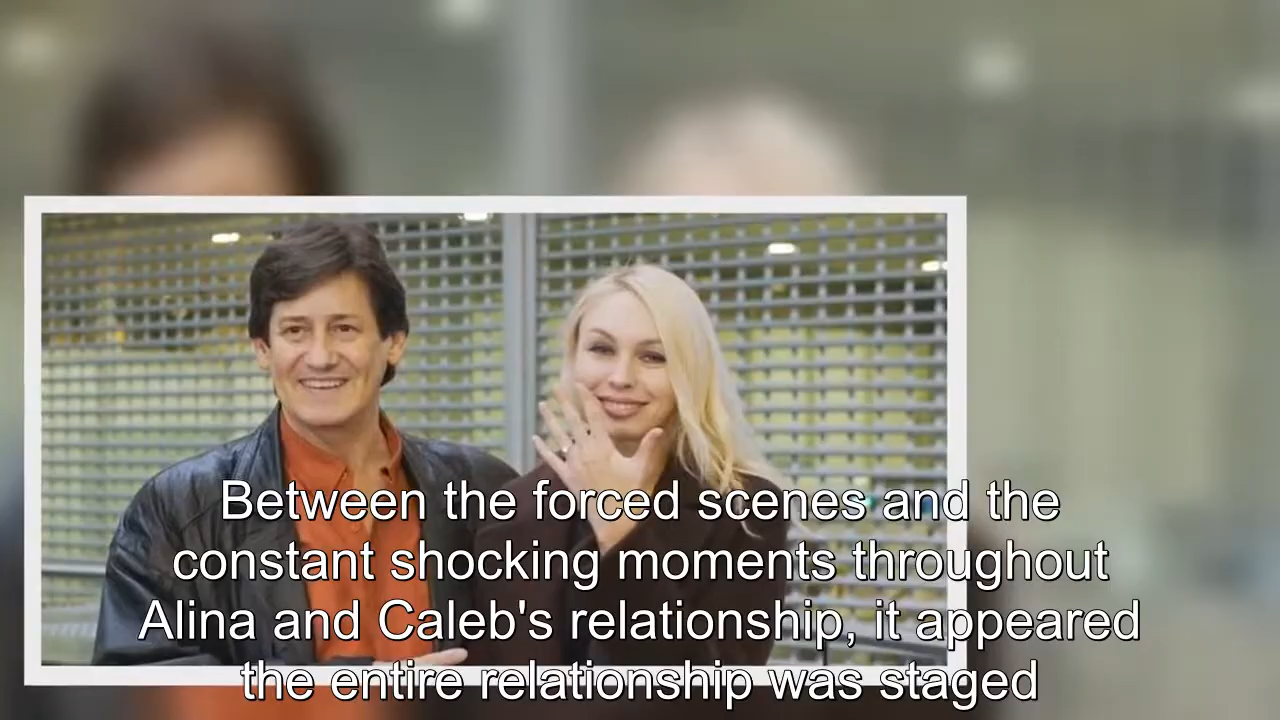 Between the forced scenes and the
constant shocking moments throughout
Alina and Caleb's relationship, it appeared
the entire relationship was staged